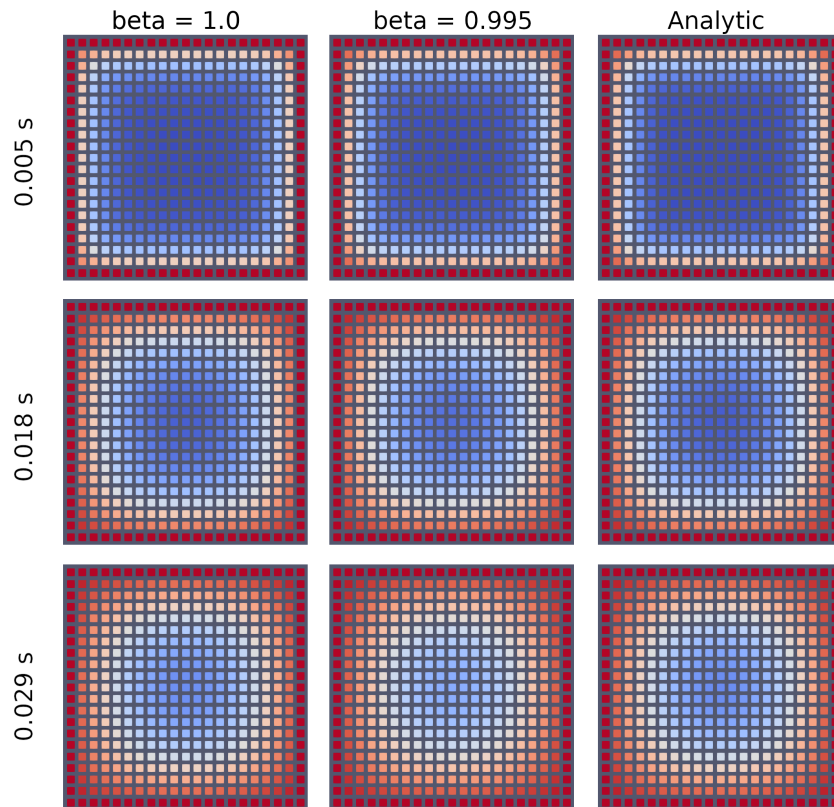 beta = 1.0
beta = 0.995
Analytic
0.005 s
0.018 s
0.029 s